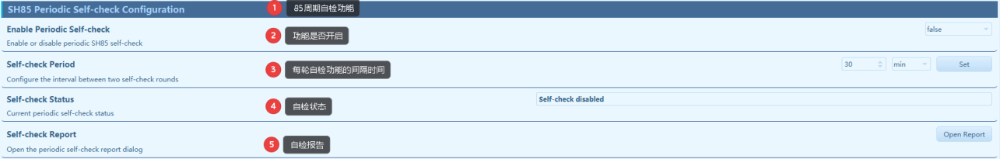 SH85 Periodic Self-check Configuration
1 85周期自检功能
Enable Periodic Self-check
Enable or disable periodic SH85 self-check
2 功能是否开启
false
Self-check Period
Configure the interval between two self-check rounds
3 每轮自检功能的间隔时间
30 min Set
Self-check Status
Current periodic self-check status
4 自检状态
Self-check disabled
Self-check Report
Open the periodic self-check report dialog
5 自检报告
Open Report